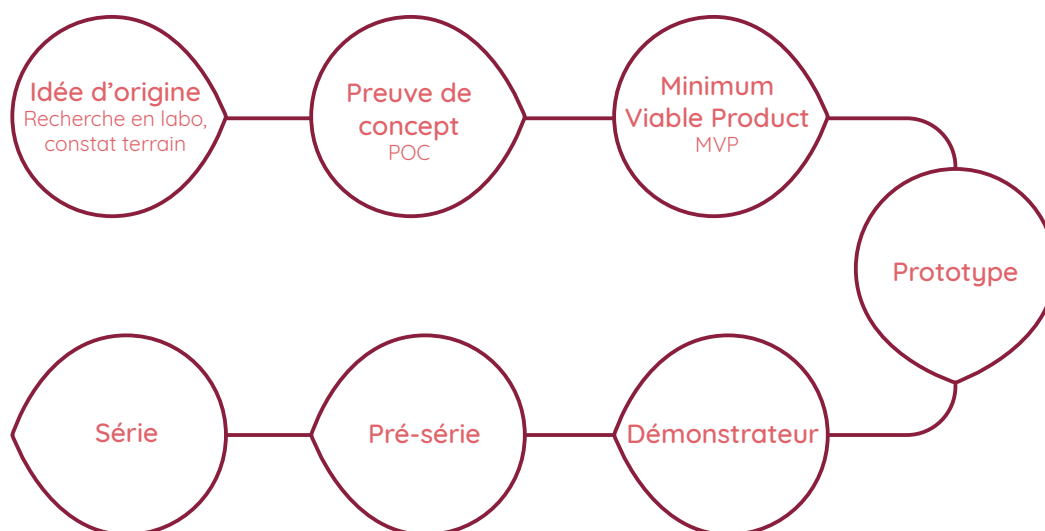 Idée d'origine
Recherche en labo,
constat terrain
Preuve de
concept
POC
Minimum
Viable Product
MVP
Prototype
Démonstrateur
Pré-série
Série